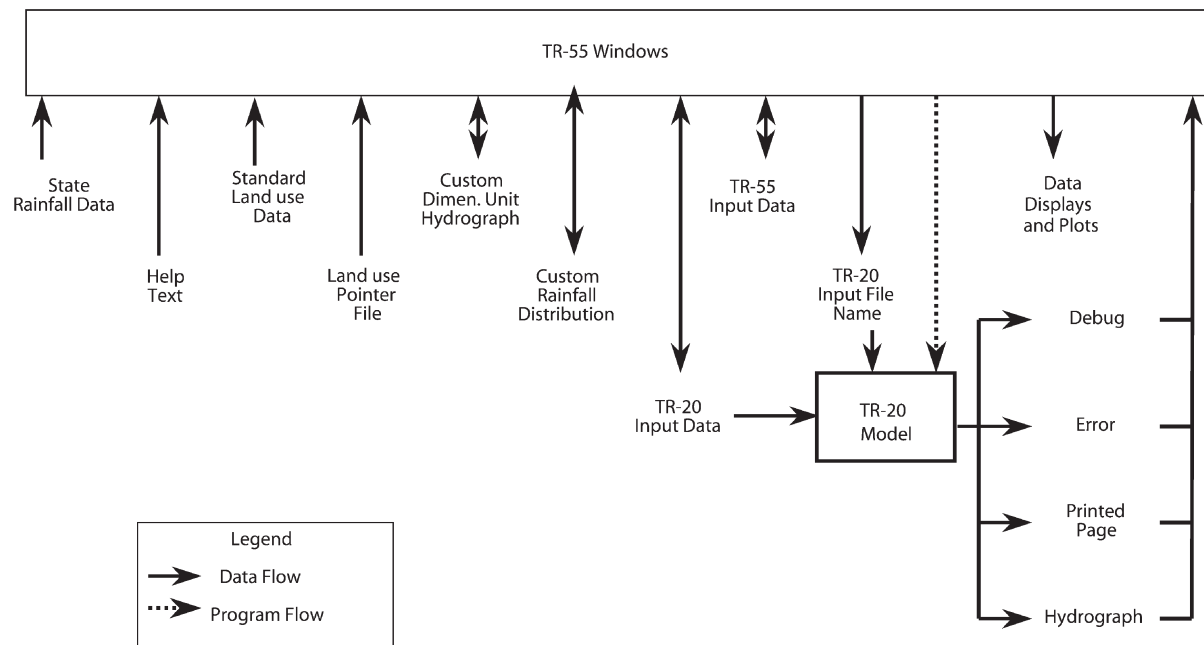 TR-55 Windows
State
Rainfall Data
Help
Text
Standard
Land use
Data
Land use
Pointer
File
Custom
Dimen. Unit
Hydrograph
Custom
Rainfall
Distribution
TR-20
Input Data
TR-55
Input Data
TR-20
Input File
Name
TR-20
Model
Data
Displays
and Plots
Debug
Error
Printed
Page
Hydrograph
Legend
Data Flow
Program Flow